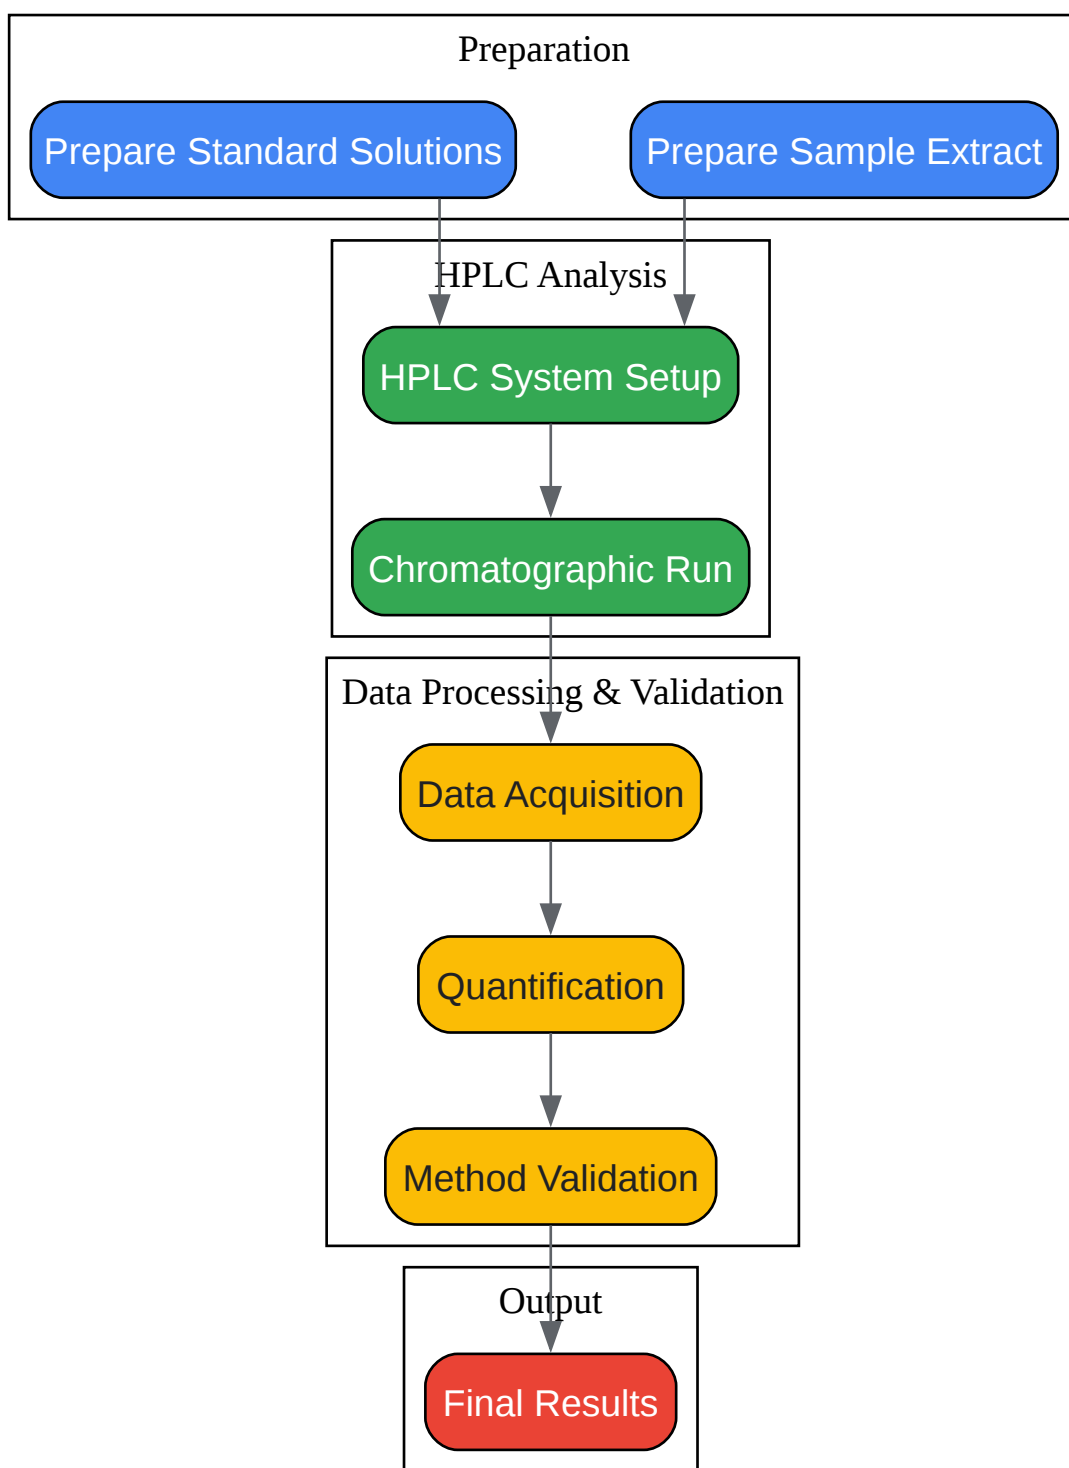 Preparation
Prepare Standard Solutions
Prepare Sample Extract
HPLC Analysis
HPLC System Setup
Chromatographic Run
Data Processing & Validation
Data Acquisition
Quantification
Method Validation
Output
Final Results